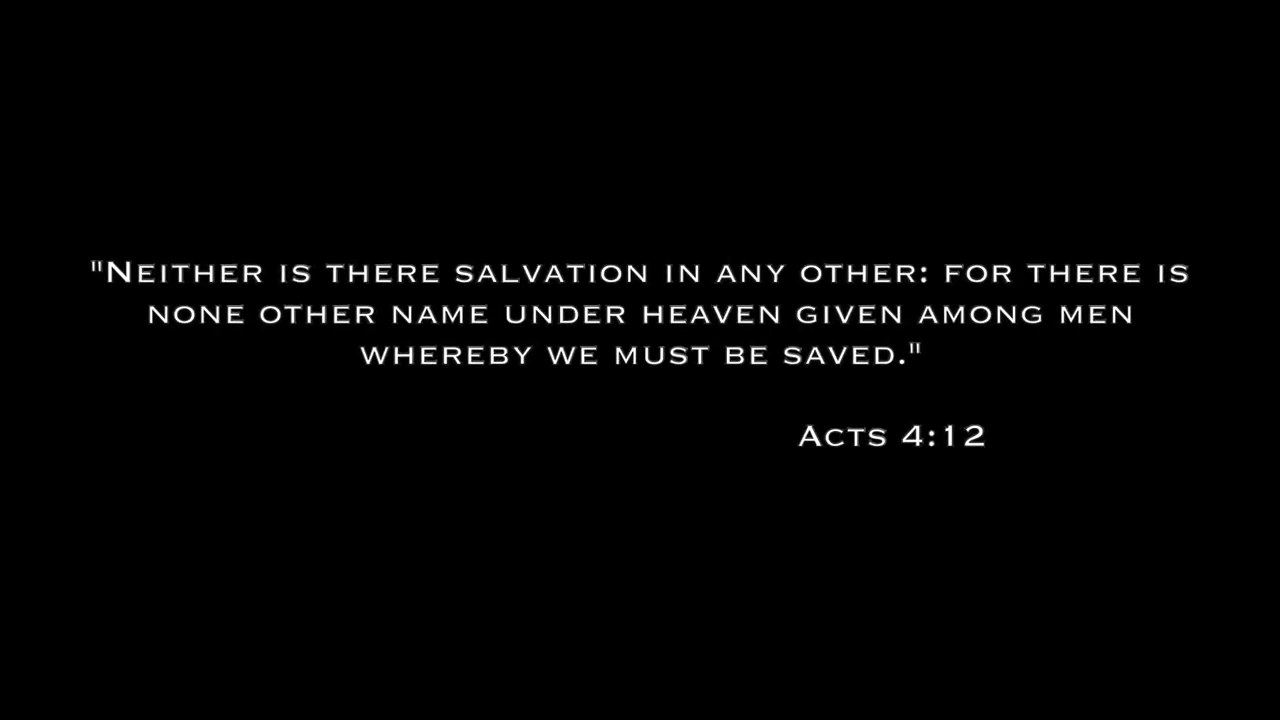 "Neither is there salvation in any other: for there is
none other name under heaven given among men
whereby we must be saved."
Acts 4:12